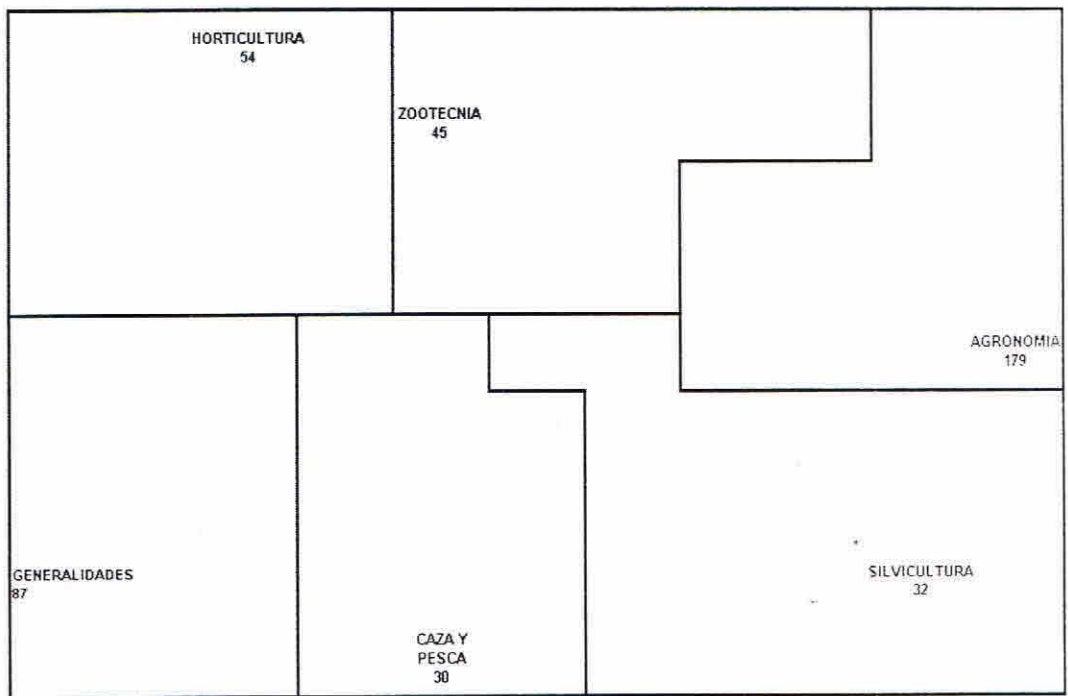 HORTICULTURA
54
ZOOTECNIA
45
AGRONOMIA
179
GENERALIDADES
87
CAZA Y
PESCA
30
SILVICULTURA
32